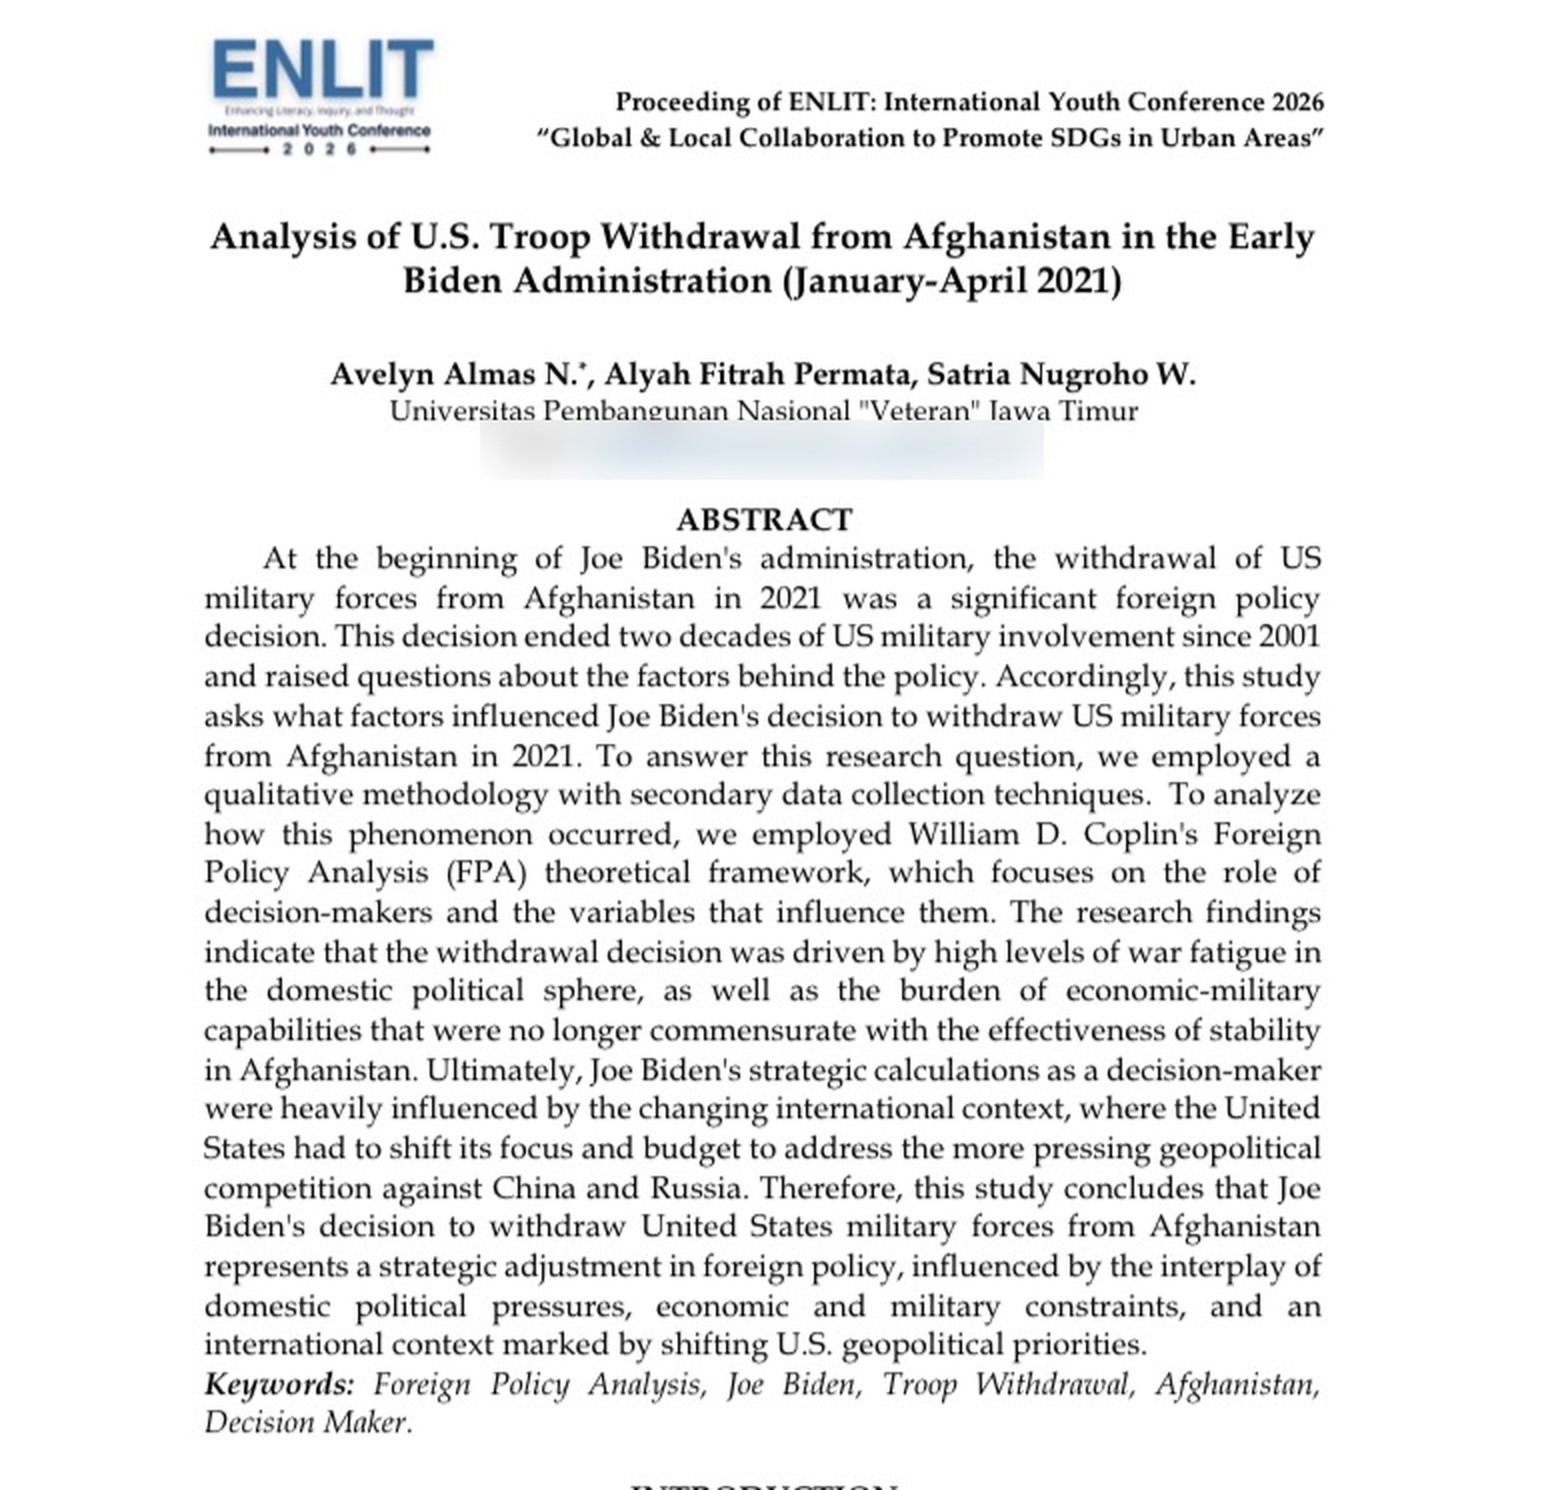 ENLIT
Enhancing Literacy, Inquiry, and Thought
International Youth Conference
2026
Proceeding of ENLIT: International Youth Conference 2026
“Global & Local Collaboration to Promote SDGs in Urban Areas”
Analysis of U.S. Troop Withdrawal from Afghanistan in the Early
Biden Administration (January-April 2021)
Avelyn Almas N.*, Alyah Fitrah Permata, Satria Nugroho W.
Universitas Pembangunan Nasional "Veteran" Jawa Timur
ABSTRACT
At the beginning of Joe Biden's administration, the withdrawal of US
military forces from Afghanistan in 2021 was a significant foreign policy
decision. This decision ended two decades of US military involvement since 2001
and raised questions about the factors behind the policy. Accordingly, this study
asks what factors influenced Joe Biden's decision to withdraw US military forces
from Afghanistan in 2021. To answer this research question, we employed a
qualitative methodology with secondary data collection techniques. To analyze
how this phenomenon occurred, we employed William D. Coplin's Foreign
Policy Analysis (FPA) theoretical framework, which focuses on the role of
decision-makers and the variables that influence them. The research findings
indicate that the withdrawal decision was driven by high levels of war fatigue in
the domestic political sphere, as well as the burden of economic-military
capabilities that were no longer commensurate with the effectiveness of stability
in Afghanistan. Ultimately, Joe Biden's strategic calculations as a decision-maker
were heavily influenced by the changing international context, where the United
States had to shift its focus and budget to address the more pressing geopolitical
competition against China and Russia. Therefore, this study concludes that Joe
Biden's decision to withdraw United States military forces from Afghanistan
represents a strategic adjustment in foreign policy, influenced by the interplay of
domestic political pressures, economic and military constraints, and an
international context marked by shifting U.S. geopolitical priorities.
Keywords: Foreign Policy Analysis, Joe Biden, Troop Withdrawal, Afghanistan,
Decision Maker.
INTRODUCTION